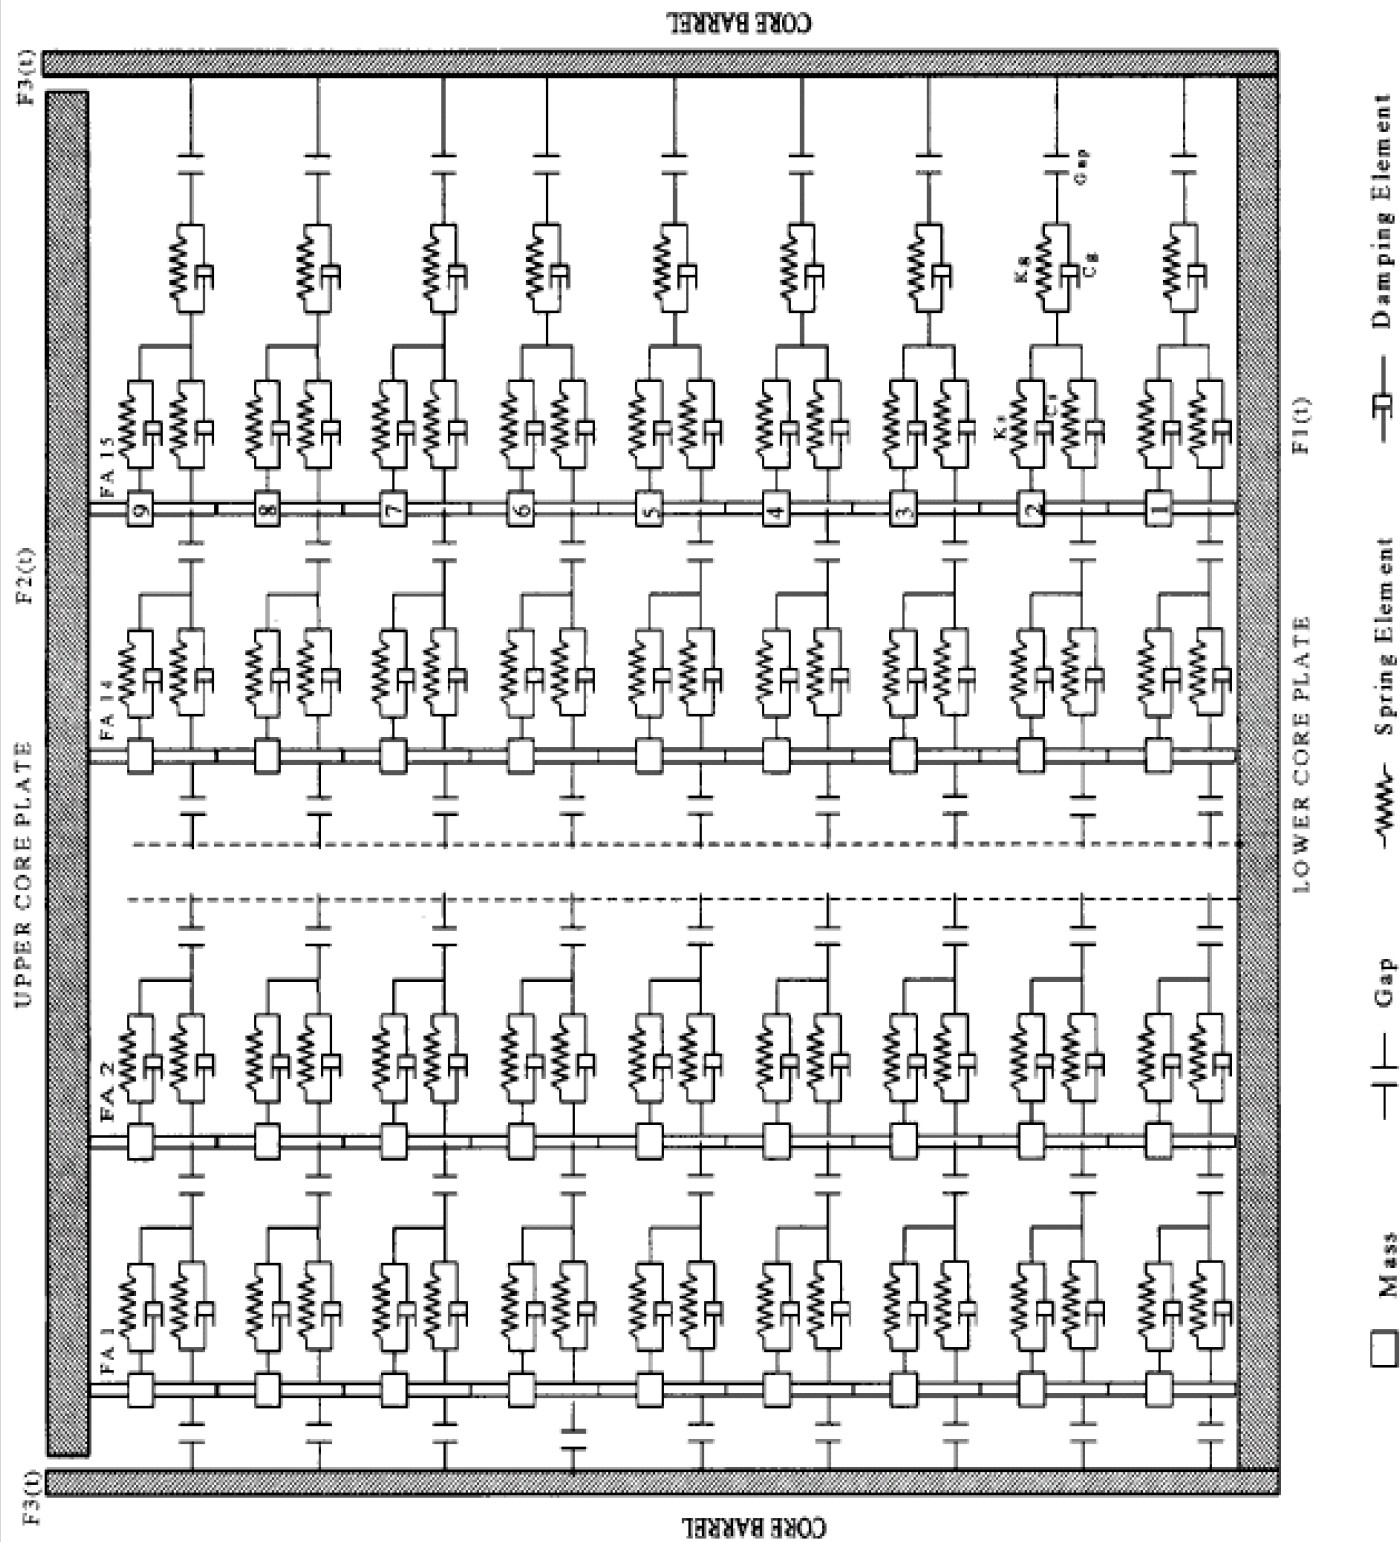 CORE BARREL
F3(t)
F2(t)
UPPER CORE PLATE
F3(t)
FA 15
FA 14
FA 2
FA 1
9
8
7
6
5
4
3
2
1
Gap
Kg
Cg
Ks
Cs
F1(t)
LOWER CORE PLATE
CORE BARREL
Mass
Gap
Spring Element
Damping Element